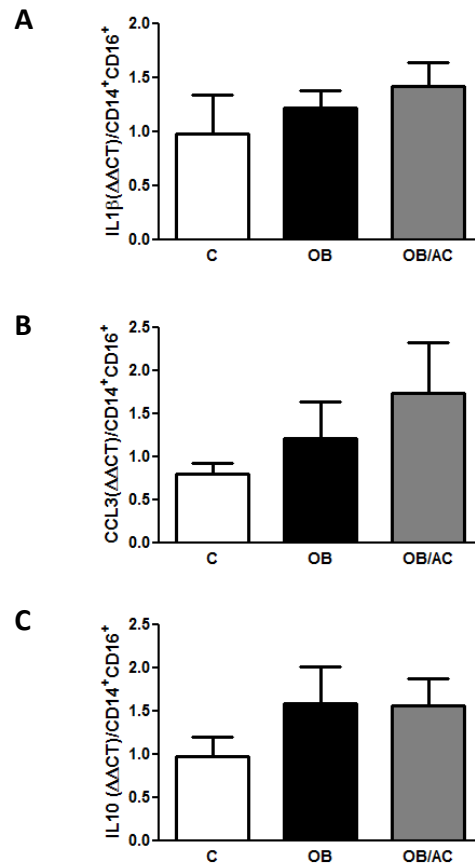 A
IL1β(ΔΔCT)/CD14⁺CD16⁺
2.0
1.5
1.0
0.5
0.0
C OB OB/AC
B
CCL3(ΔΔCT)/CD14⁺CD16⁺
2.5
2.0
1.5
1.0
0.5
0.0
C OB OB/AC
C
IL10 (ΔΔCT)/CD14⁺CD16⁺
2.5
2.0
1.5
1.0
0.5
0.0
C OB OB/AC